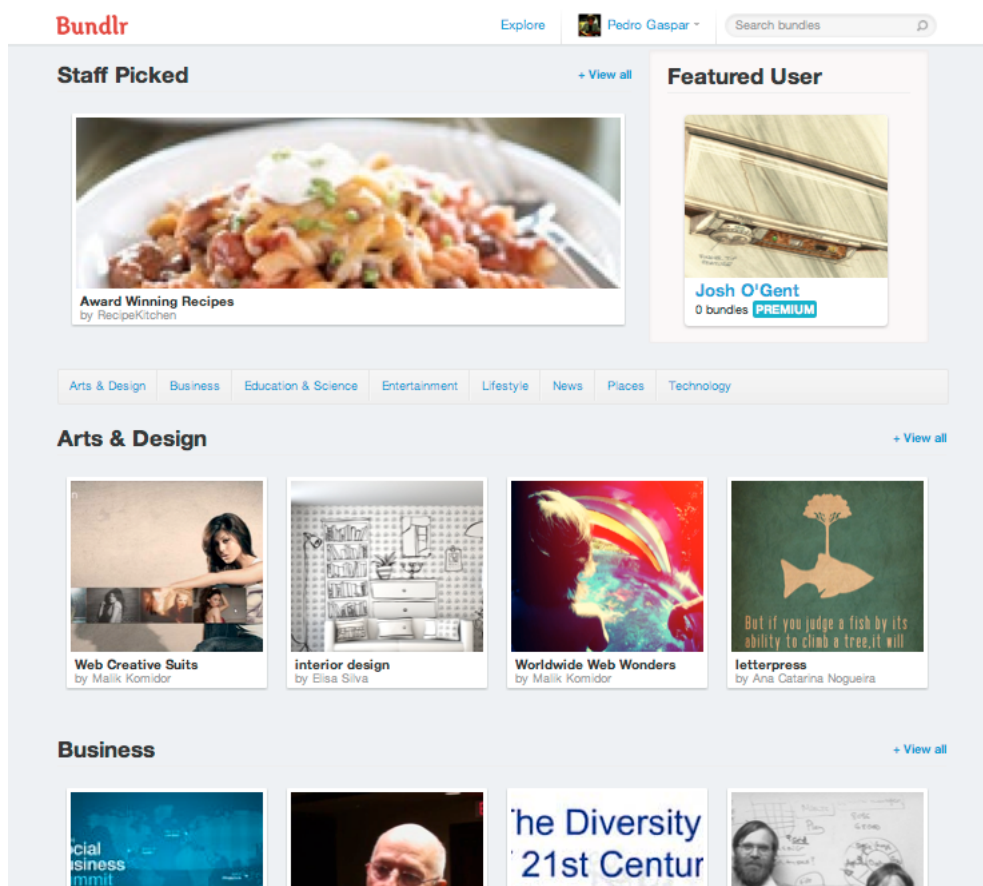 Bundlr
Explore
Pedro Gaspar
Search bundles
Staff Picked
+ View all
Award Winning Recipes
by RecipeKitchen
Featured User
Josh O'Gent
0 bundles PREMIUM
Arts & Design Business Education & Science Entertainment Lifestyle News Places Technology
Arts & Design
+ View all
But if you judge a fish by its
ability to climb a tree,it will
Web Creative Suits
by Malik Komidor
interior design
by Elisa Silva
Worldwide Web Wonders
by Malik Komidor
letterpress
by Ana Catarina Nogueira
Business
+ View all
cial
siness
mmit
he Diversity
21st Centur